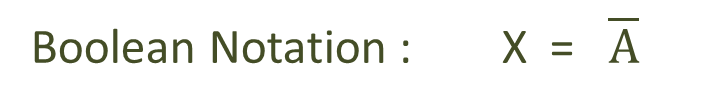 Boolean Notation : X = A̅